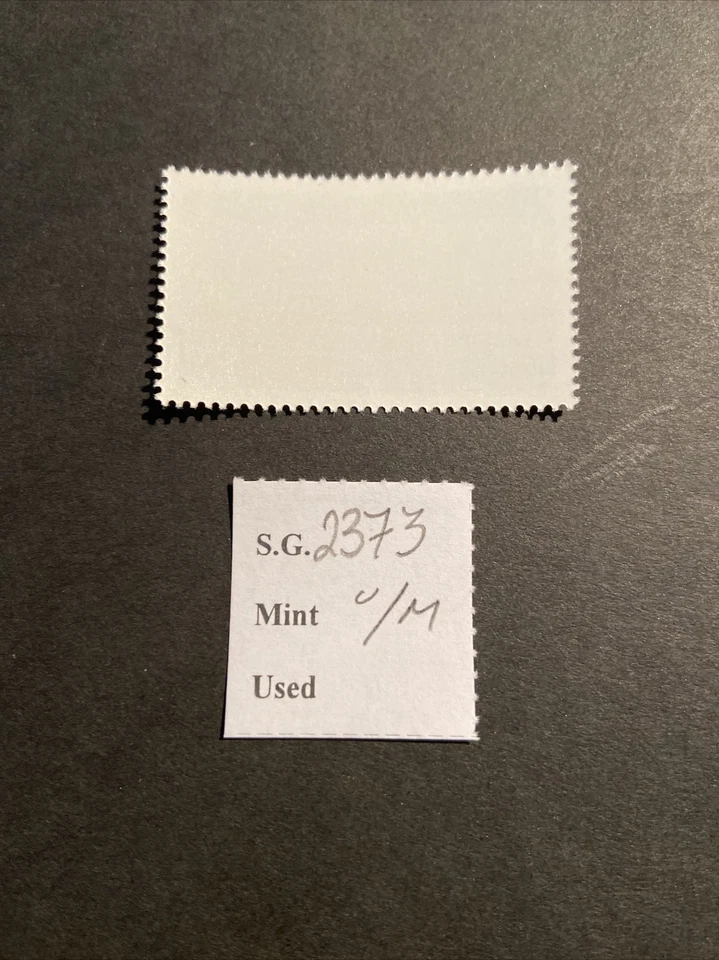 S.G. 2373
Mint U/M
Used